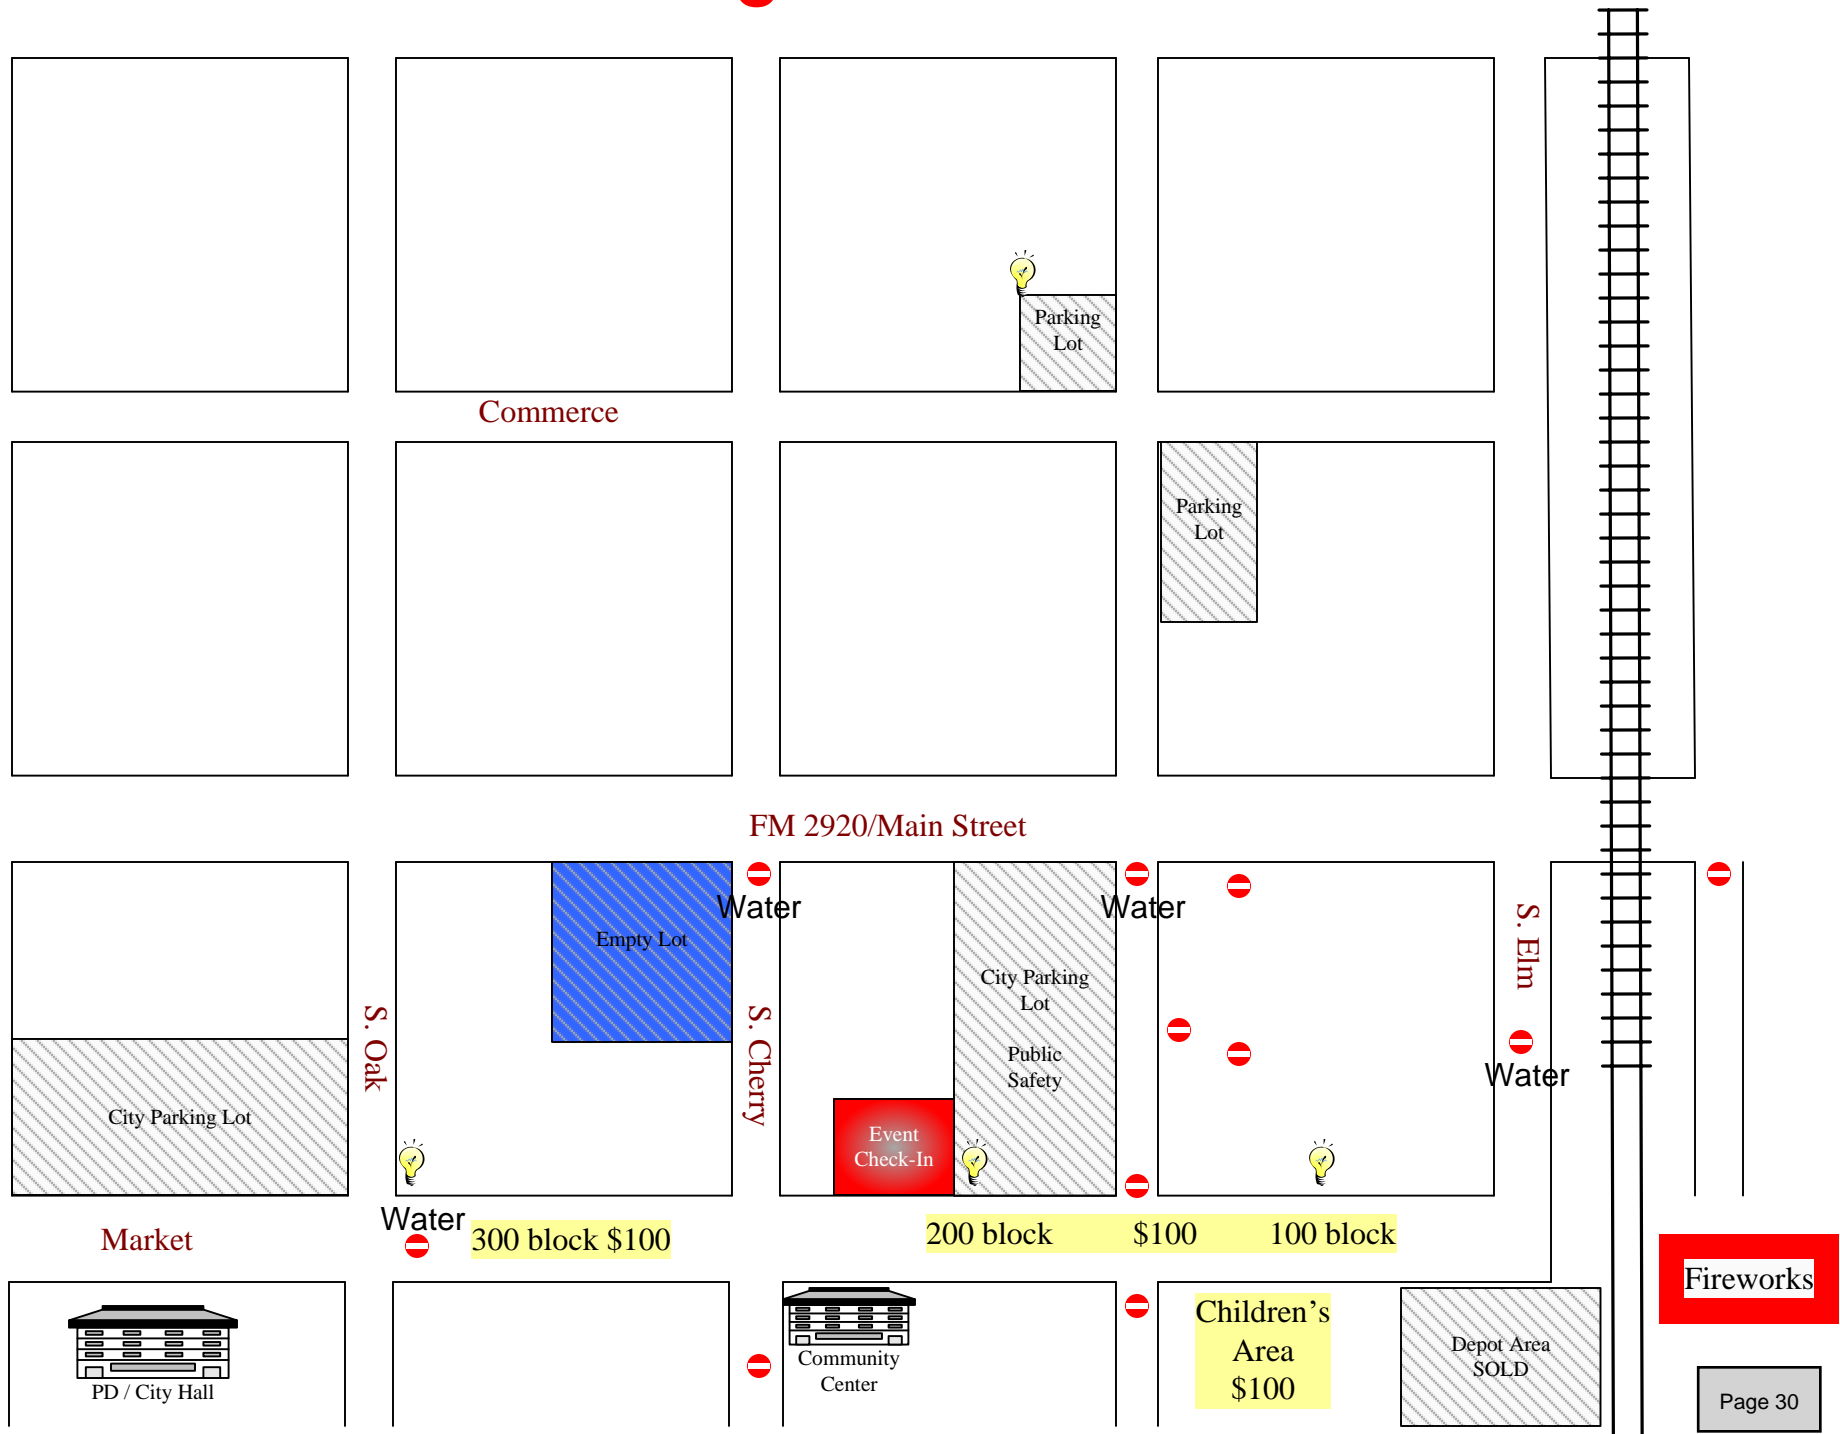 Parking
Lot
Commerce
Parking
Lot
FM 2920/Main Street
Water
Water
Empty Lot
S. Elm
City Parking
Lot
Public
Safety
S. Oak
S. Cherry
Water
City Parking Lot
Event
Check-In
Water
Market
300 block $100
200 block $100 100 block
Fireworks
Children's
Area
$100
Depot Area
SOLD
Community
Center
PD / City Hall
Page 30